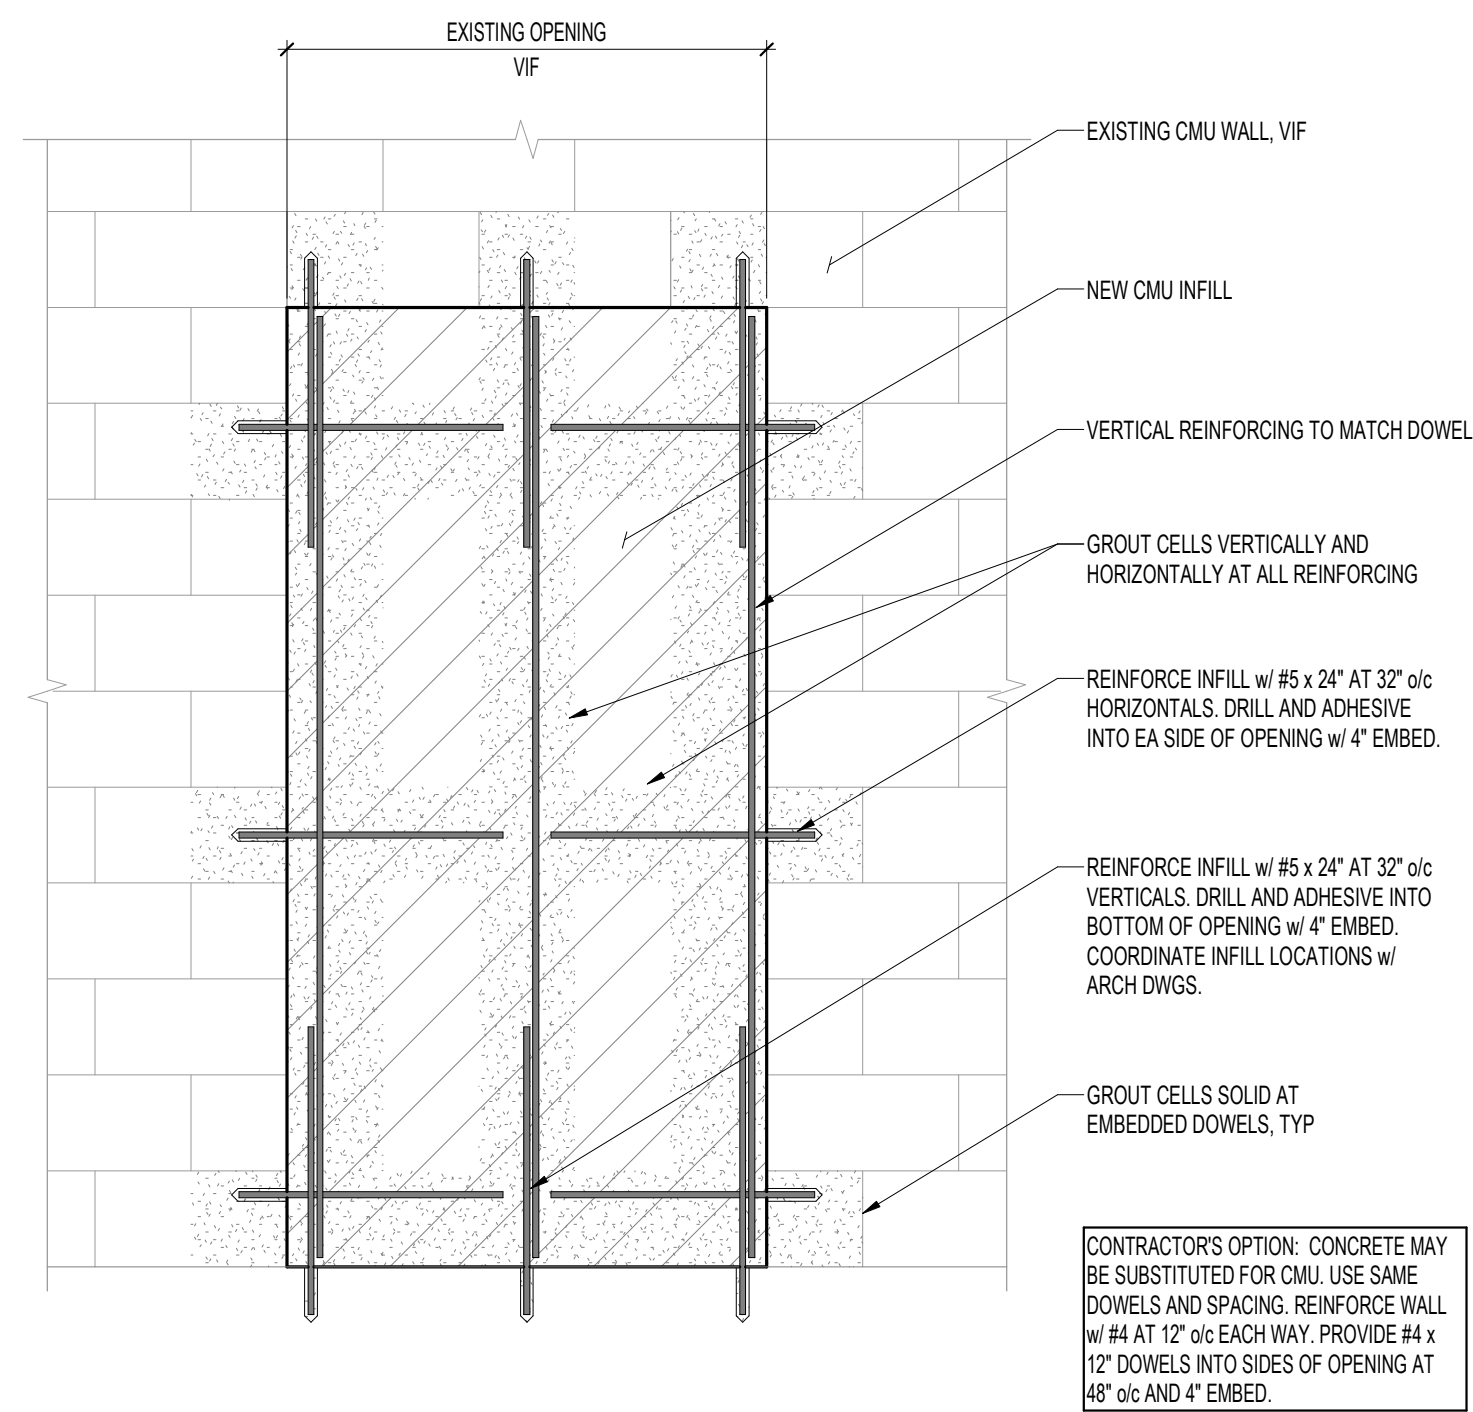 EXISTING OPENING
VIF
EXISTING CMU WALL, VIF
NEW CMU INFILL
VERTICAL REINFORCING TO MATCH DOWEL
GROUT CELLS VERTICALLY AND
HORIZONTALLY AT ALL REINFORCING
REINFORCE INFILL w/ #5 x 24" AT 32" o/c
HORIZONTALS. DRILL AND ADHESIVE
INTO EA SIDE OF OPENING w/ 4" EMBED.
REINFORCE INFILL w/ #5 x 24" AT 32" o/c
VERTICALS. DRILL AND ADHESIVE INTO
BOTTOM OF OPENING w/ 4" EMBED.
COORDINATE INFILL LOCATIONS w/
ARCH DWGS.
GROUT CELLS SOLID AT
EMBEDDED DOWELS, TYP
CONTRACTOR'S OPTION: CONCRETE MAY
BE SUBSTITUTED FOR CMU. USE SAME
DOWELS AND SPACING. REINFORCE WALL
w/ #4 AT 12" o/c EACH WAY. PROVIDE #4 x
12" DOWELS INTO SIDES OF OPENING AT
48" o/c AND 4" EMBED.